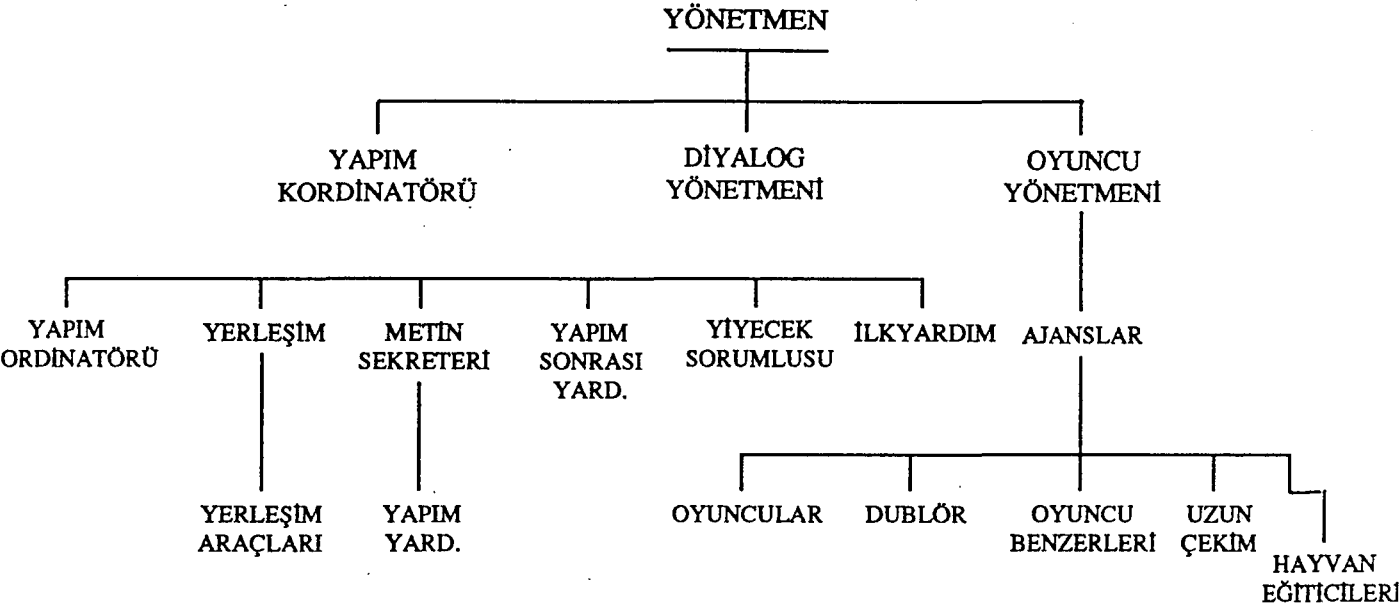 YÖNETMEN
YAPIM
KORDİNATÖRÜ
DİYALOG
YÖNETMENİ
OYUNCU
YÖNETMENİ
YAPIM
ORDİNATÖRÜ
YERLEŞİM
METİN
SEKRETERİ
YAPIM
SONRASI
YARD.
YİYECEK
SORUMLUSU
İLKYARDIM
AJANSLAR
YERLEŞİM
ARAÇLARI
YAPIM
YARD.
OYUNCULAR
DUBLÖR
OYUNCU
BENZERLERİ
UZUN
ÇEKİM
HAYVAN
EĞİTİCİLERİ